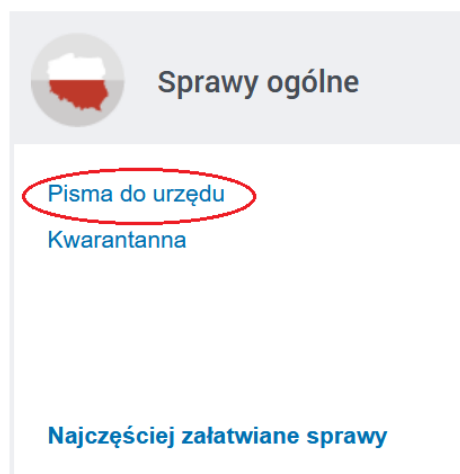 Sprawy ogólne
Pisma do urzędu
Kwarantanna
Najczęściej załatwiane sprawy